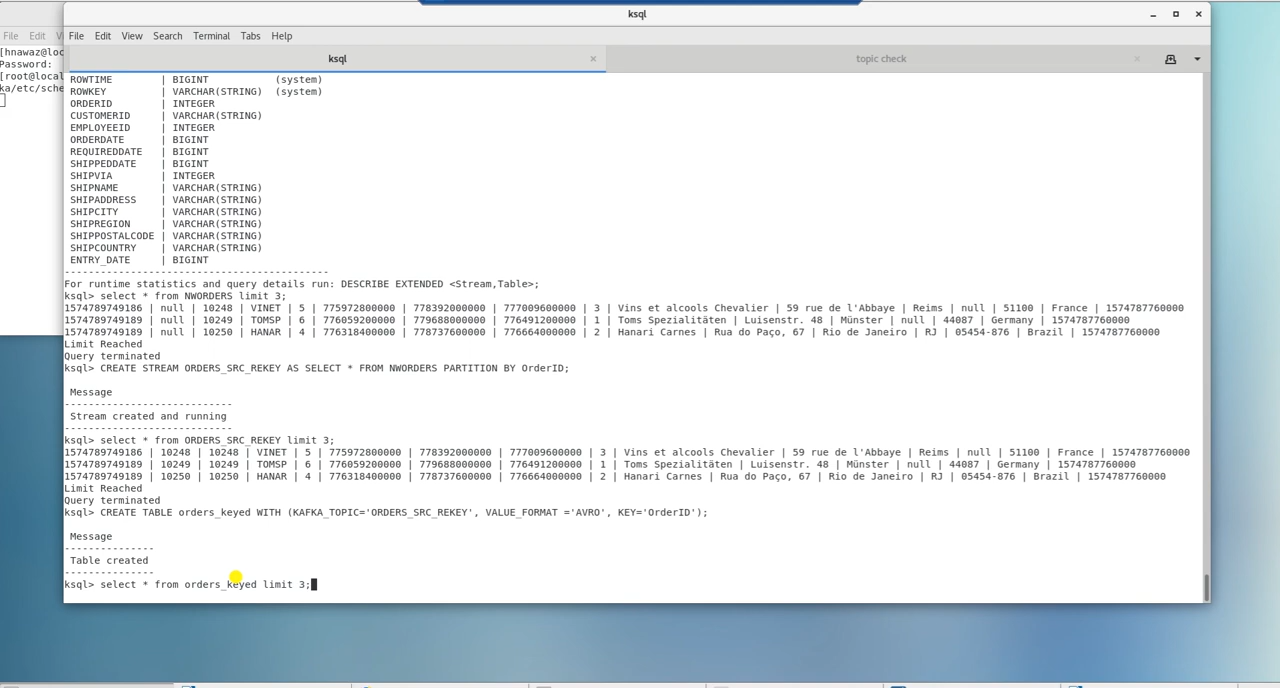 ksql
File Edit View Search Terminal Tabs Help
ksql
topic check
File Edit
[hnawaz@loc
Password:
[root@local
ka/etc/sche
ROWTIME | BIGINT (system)
ROWKEY | VARCHAR(STRING) (system)
ORDERID | INTEGER
CUSTOMERID | VARCHAR(STRING)
EMPLOYEEID | INTEGER
ORDERDATE | BIGINT
REQUIREDDATE | BIGINT
SHIPPEDDATE | BIGINT
SHIPVIA | INTEGER
SHIPNAME | VARCHAR(STRING)
SHIPADDRESS | VARCHAR(STRING)
SHIPCITY | VARCHAR(STRING)
SHIPREGION | VARCHAR(STRING)
SHIPPOSTALCODE | VARCHAR(STRING)
SHIPCOUNTRY | VARCHAR(STRING)
ENTRY_DATE | BIGINT
-------------------------------------------
For runtime statistics and query details run: DESCRIBE EXTENDED <Stream,Table>;
ksql> select * from NWORDERS limit 3;
1574789749186 | null | 10248 | VINET | 5 | 775972800000 | 778392000000 | 777009600000 | 3 | Vins et alcools Chevalier | 59 rue de l'Abbaye | Reims | null | 51100 | France | 1574787760000
1574789749189 | null | 10249 | TOMSP | 6 | 776059200000 | 779688000000 | 776491200000 | 1 | Toms Spezialitäten | Luisenstr. 48 | Münster | null | 44087 | Germany | 1574787760000
1574789749189 | null | 10250 | HANAR | 4 | 776318400000 | 778737600000 | 776664000000 | 2 | Hanari Carnes | Rua do Paço, 67 | Rio de Janeiro | RJ | 05454-876 | Brazil | 1574787760000
Limit Reached
Query terminated
ksql> CREATE STREAM ORDERS_SRC_REKEY AS SELECT * FROM NWORDERS PARTITION BY OrderID;
Message
---------------------------
Stream created and running
---------------------------
ksql> select * from ORDERS_SRC_REKEY limit 3;
1574789749186 | 10248 | 10248 | VINET | 5 | 775972800000 | 778392000000 | 777009600000 | 3 | Vins et alcools Chevalier | 59 rue de l'Abbaye | Reims | null | 51100 | France | 1574787760000
1574789749189 | 10249 | 10249 | TOMSP | 6 | 776059200000 | 779688000000 | 776491200000 | 1 | Toms Spezialitäten | Luisenstr. 48 | Münster | null | 44087 | Germany | 1574787760000
1574789749189 | 10250 | 10250 | HANAR | 4 | 776318400000 | 778737600000 | 776664000000 | 2 | Hanari Carnes | Rua do Paço, 67 | Rio de Janeiro | RJ | 05454-876 | Brazil | 1574787760000
Limit Reached
Query terminated
ksql> CREATE TABLE orders_keyed WITH (KAFKA_TOPIC='ORDERS_SRC_REKEY', VALUE_FORMAT ='AVRO', KEY='OrderID');
Message
---------------
Table created
---------------
ksql> select * from orders_keyed limit 3;